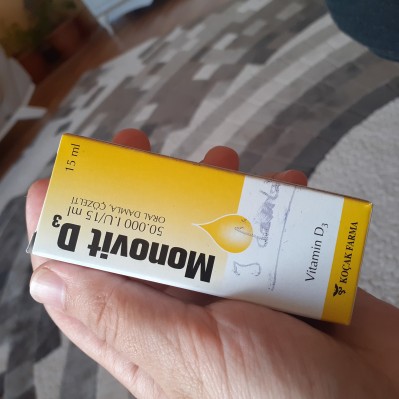 15 ml
Monovit D₃
50.000 I.U/15 ml
ORAL DAMLA, ÇÖZELTİ
3 damla
Vitamin D₃
KOÇAK FARMA